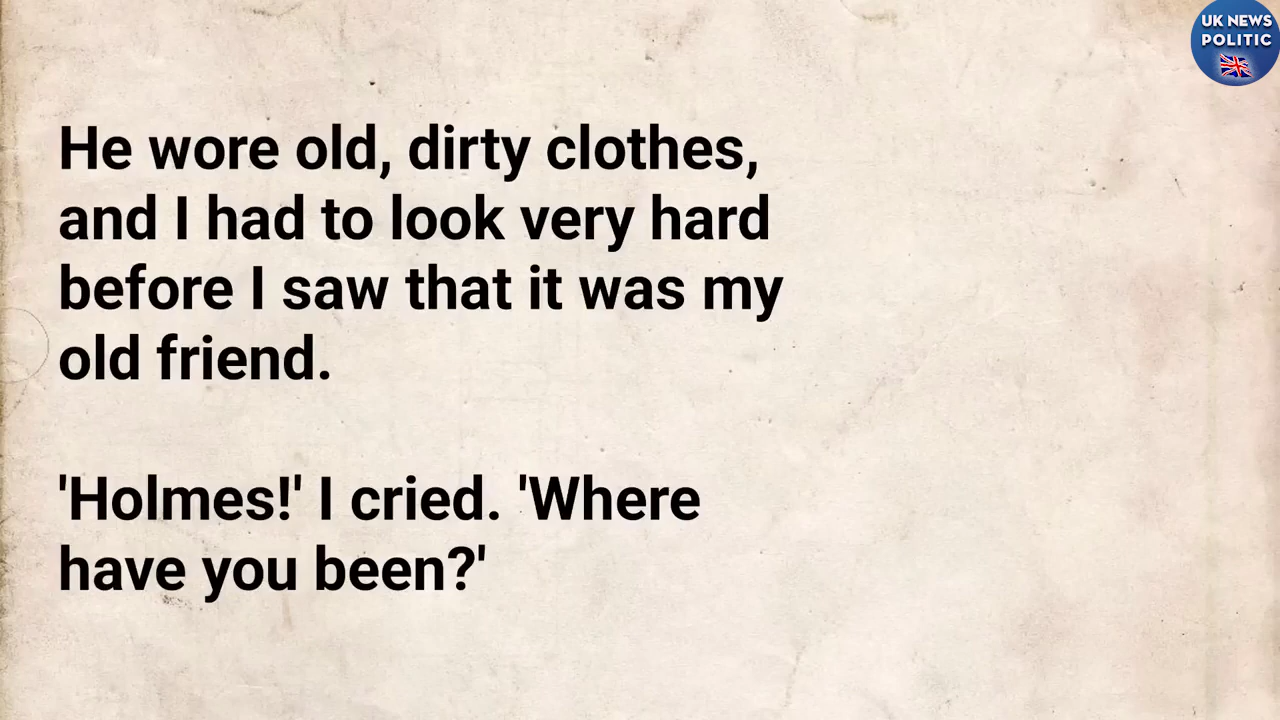 UK NEWS
POLITIC
He wore old, dirty clothes,
and I had to look very hard
before I saw that it was my
old friend.
'Holmes!' I cried. 'Where
have you been?'